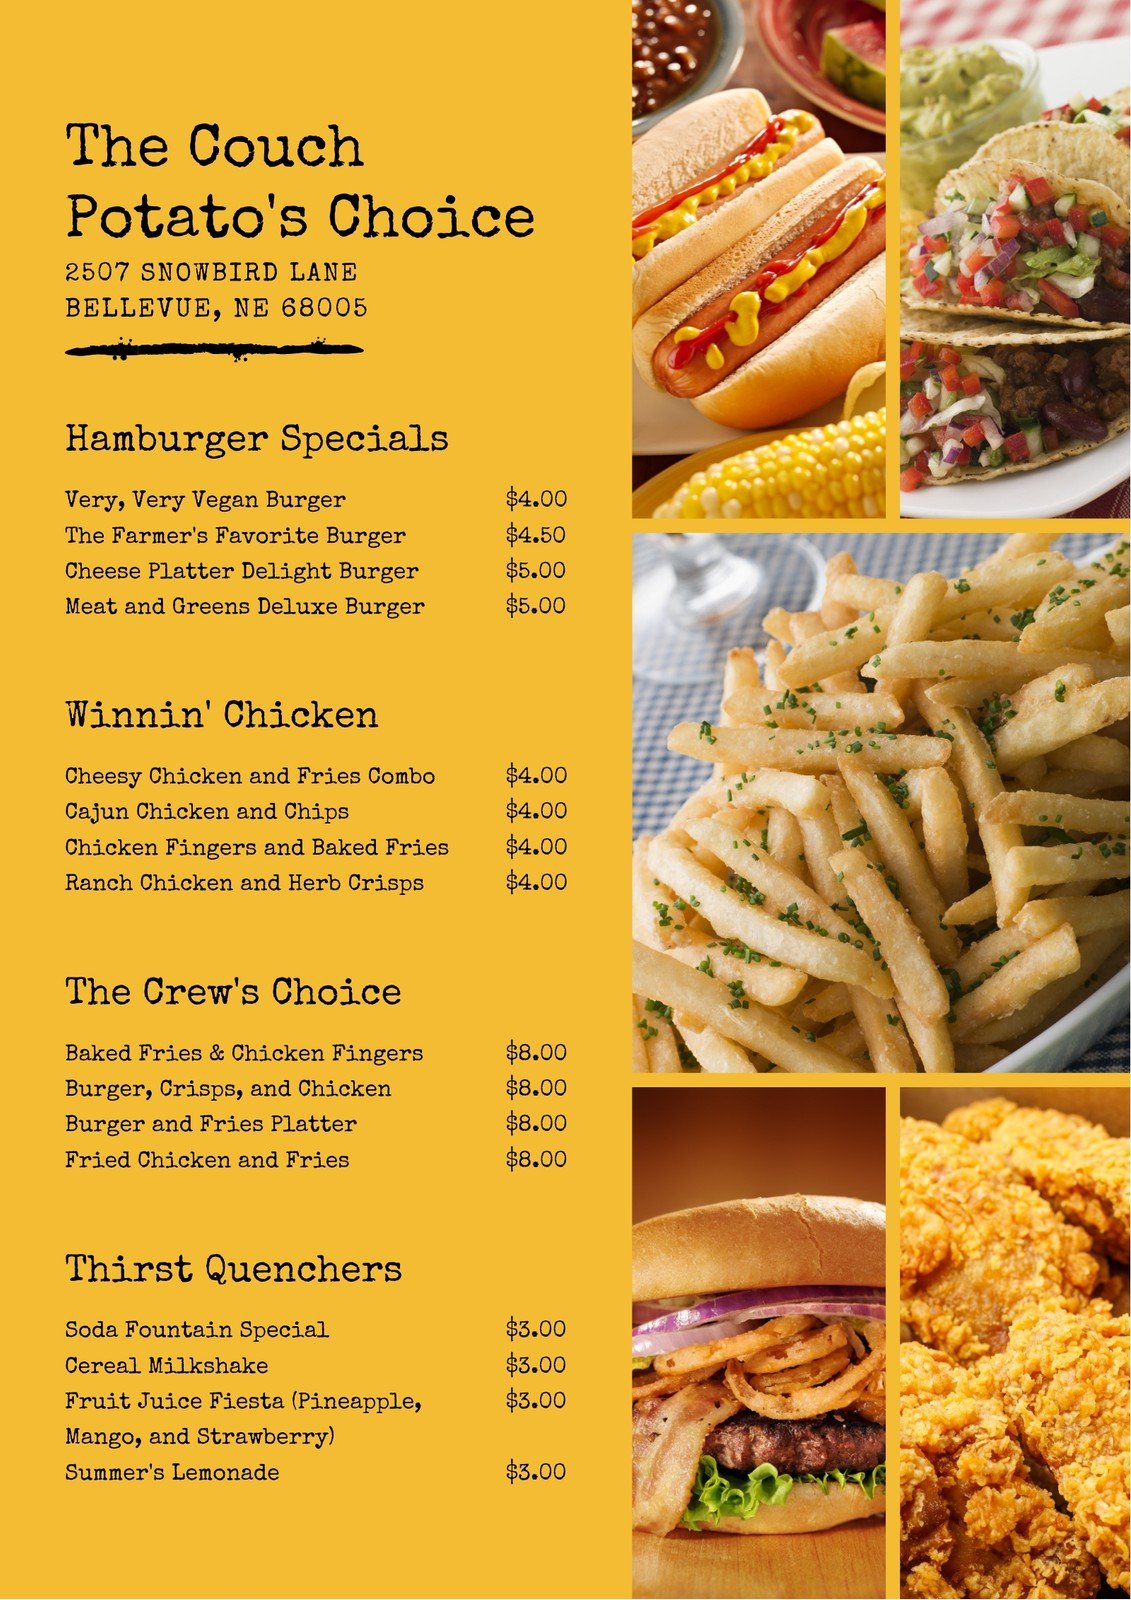 The Couch
Potato's Choice
2507 SNOWBIRD LANE
BELLEVUE, NE 68005
Hamburger Specials
Very, Very Vegan Burger $4.00
The Farmer's Favorite Burger $4.50
Cheese Platter Delight Burger $5.00
Meat and Greens Deluxe Burger $5.00
Winnin' Chicken
Cheesy Chicken and Fries Combo $4.00
Cajun Chicken and Chips $4.00
Chicken Fingers and Baked Fries $4.00
Ranch Chicken and Herb Crisps $4.00
The Crew's Choice
Baked Fries & Chicken Fingers $8.00
Burger, Crisps, and Chicken $8.00
Burger and Fries Platter $8.00
Fried Chicken and Fries $8.00
Thirst Quenchers
Soda Fountain Special $3.00
Cereal Milkshake $3.00
Fruit Juice Fiesta (Pineapple, $3.00
Mango, and Strawberry)
Summer's Lemonade $3.00